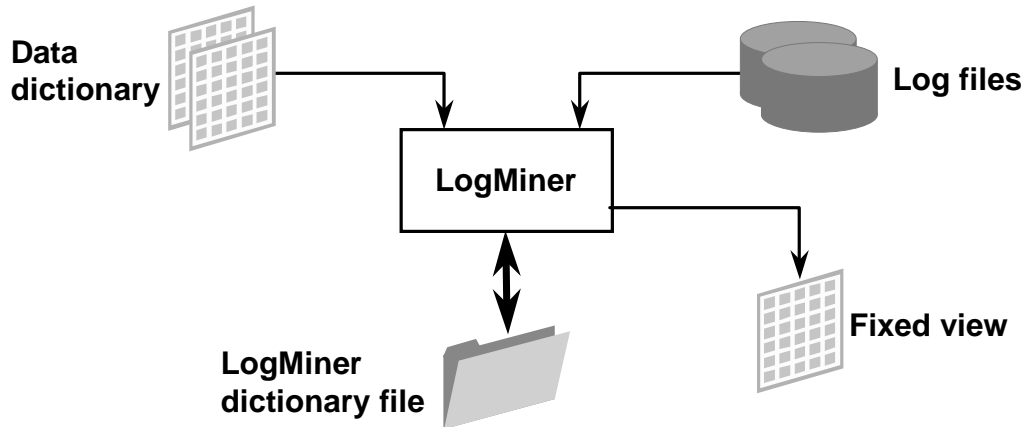 Data
dictionary
Log files
LogMiner
Fixed view
LogMiner
dictionary file